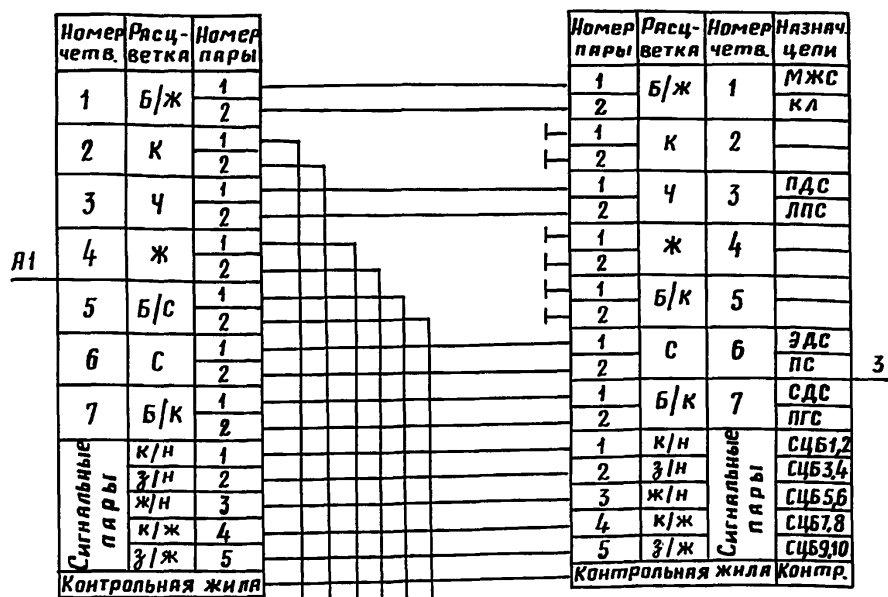 Номер четв. Расц-ветка Номер пары
1 Б/Ж 1
2
2 К 1
2
3 Ч 1
2
4 Ж 1
2
5 Б/С 1
2
6 С 1
2
7 Б/К 1
2
Сигнальные пары
к/н 1
з/н 2
ж/н 3
к/ж 4
з/ж 5
Контрольная жила
А1
Номер пары Расц-ветка Номер четв. Назнач. цепи
1 Б/Ж 1 МЖС
2 КЛ
1 К 2
2
1 Ч 3 ПДС
2 ЛПС
1 Ж 4
2
1 Б/К 5
2
1 С 6 ЭДС
2 ПС
1 Б/К 7 СДС
2 ПГС
1 к/н Сигнальные пары СЦБ1,2
2 з/н СЦБ3,4
3 ж/н СЦБ5,6
4 к/ж СЦБ7,8
5 з/ж СЦБ9,10
Контрольная жила Контр.
3